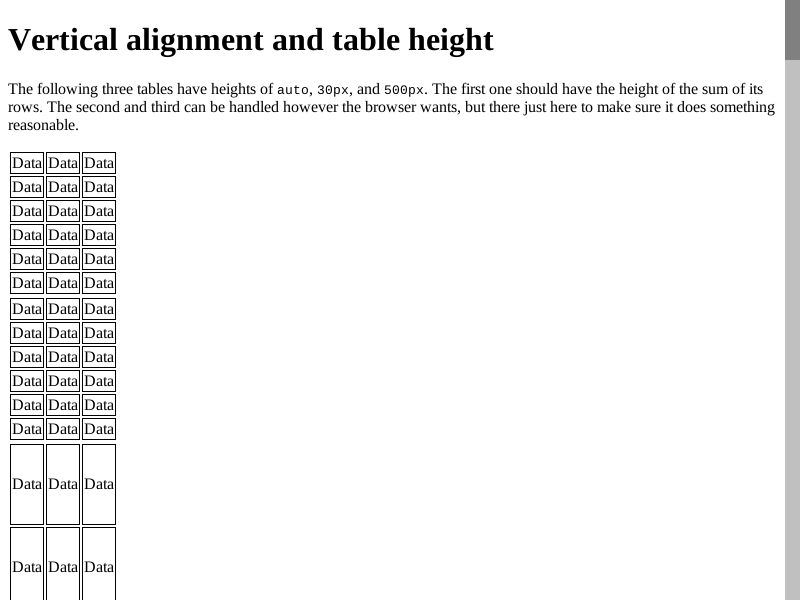 Vertical alignment and table height
The following three tables have heights of auto, 30px, and 500px. The first one should have the height of the sum of its
rows. The second and third can be handled however the browser wants, but there just here to make sure it does something
reasonable.
Data Data Data
Data Data Data
Data Data Data
Data Data Data
Data Data Data
Data Data Data
Data Data Data
Data Data Data
Data Data Data
Data Data Data
Data Data Data
Data Data Data
Data Data Data
Data Data Data